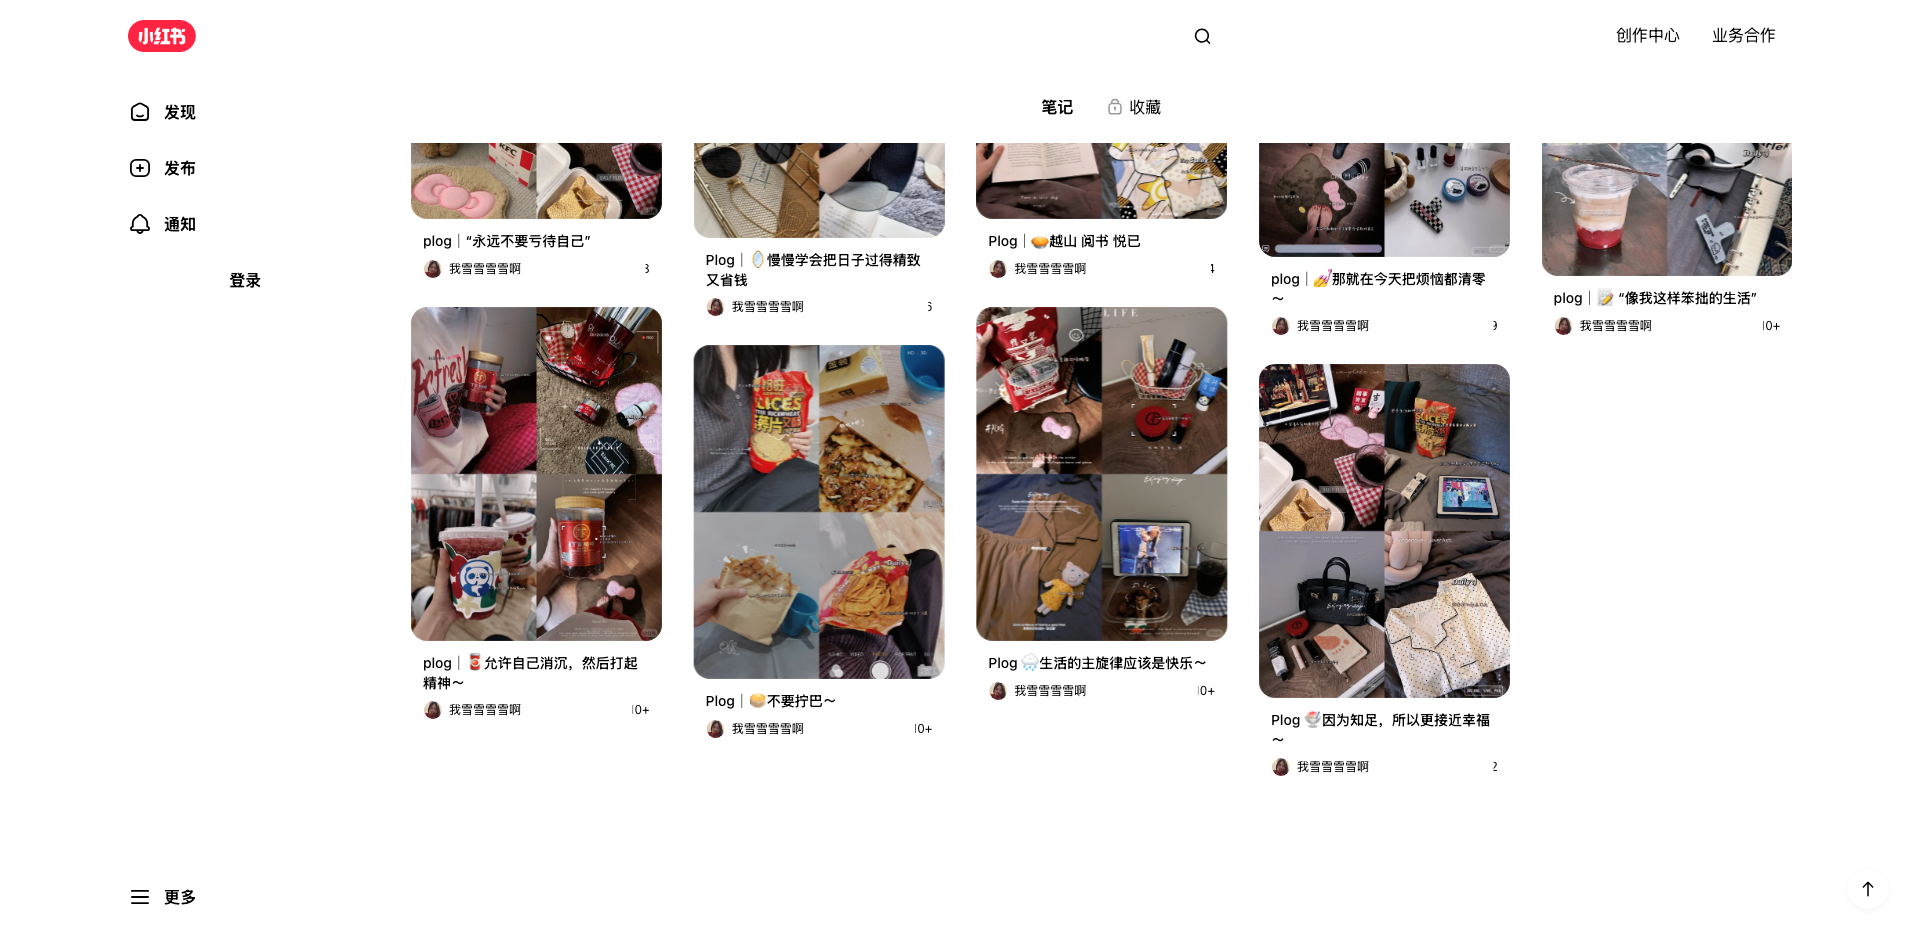 小红书
创作中心
业务合作
发现
发布
通知
登录
更多
笔记
收藏
KFC
plog｜“永远不要亏待自己”
我雪雪雪雪啊
3
Plog｜🪞慢慢学会把日子过得精致
又省钱
我雪雪雪雪啊
6
Plog｜🥧越山 阅书 悦已
我雪雪雪雪啊
4
plog｜💅那就在今天把烦恼都清零
～
我雪雪雪雪啊
9
plog｜📝 “像我这样笨拙的生活”
我雪雪雪雪啊
10+
plog｜🥫允许自己消沉，然后打起
精神～
我雪雪雪雪啊
10+
Plog｜🥯不要拧巴～
我雪雪雪雪啊
10+
LIFE
Plog 🌧️生活的主旋律应该是快乐～
我雪雪雪雪啊
10+
Plog 🍨因为知足，所以更接近幸福
～
我雪雪雪雪啊
2